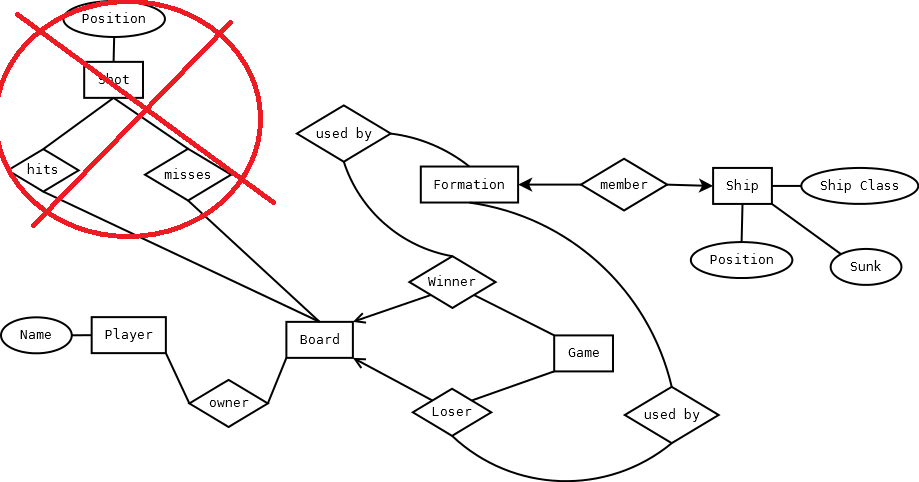 Position
Shot
hits
misses
used by
Formation
member
Ship
Ship Class
Position
Sunk
Winner
Name
Player
Board
Game
owner
Loser
used by